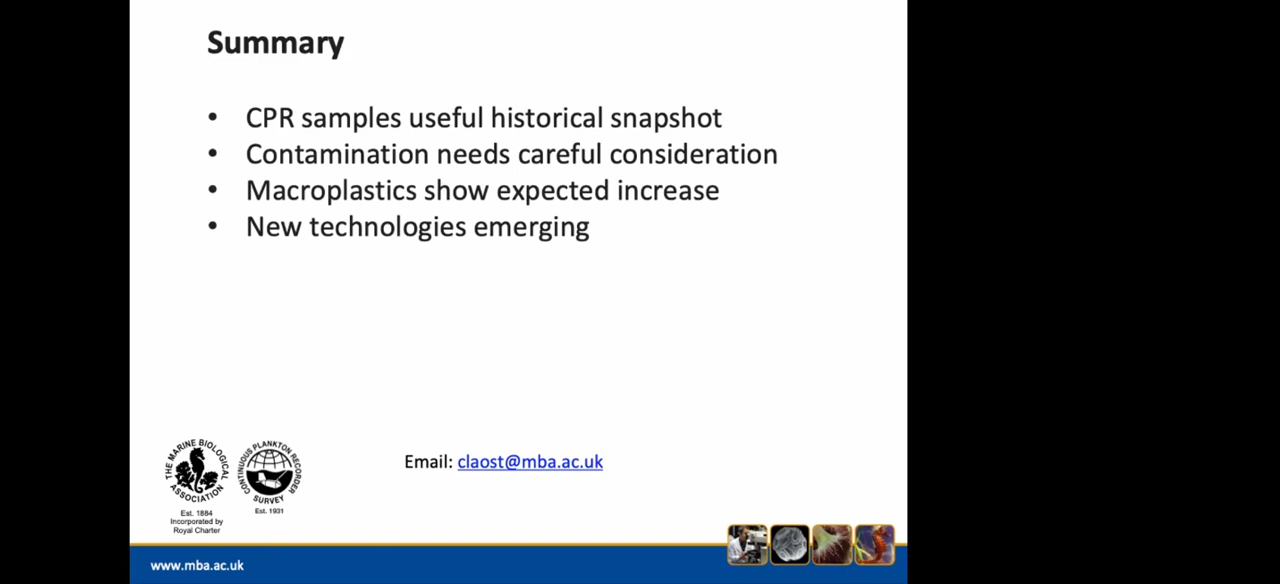 Summary
• CPR samples useful historical snapshot
• Contamination needs careful consideration
• Macroplastics show expected increase
• New technologies emerging
THE MARINE BIOLOGICAL ASSOCIATION
Est. 1884
Incorporated by
Royal Charter
CONTINUOUS PLANKTON RECORDER SURVEY
Est. 1931
Email: claost@mba.ac.uk
www.mba.ac.uk